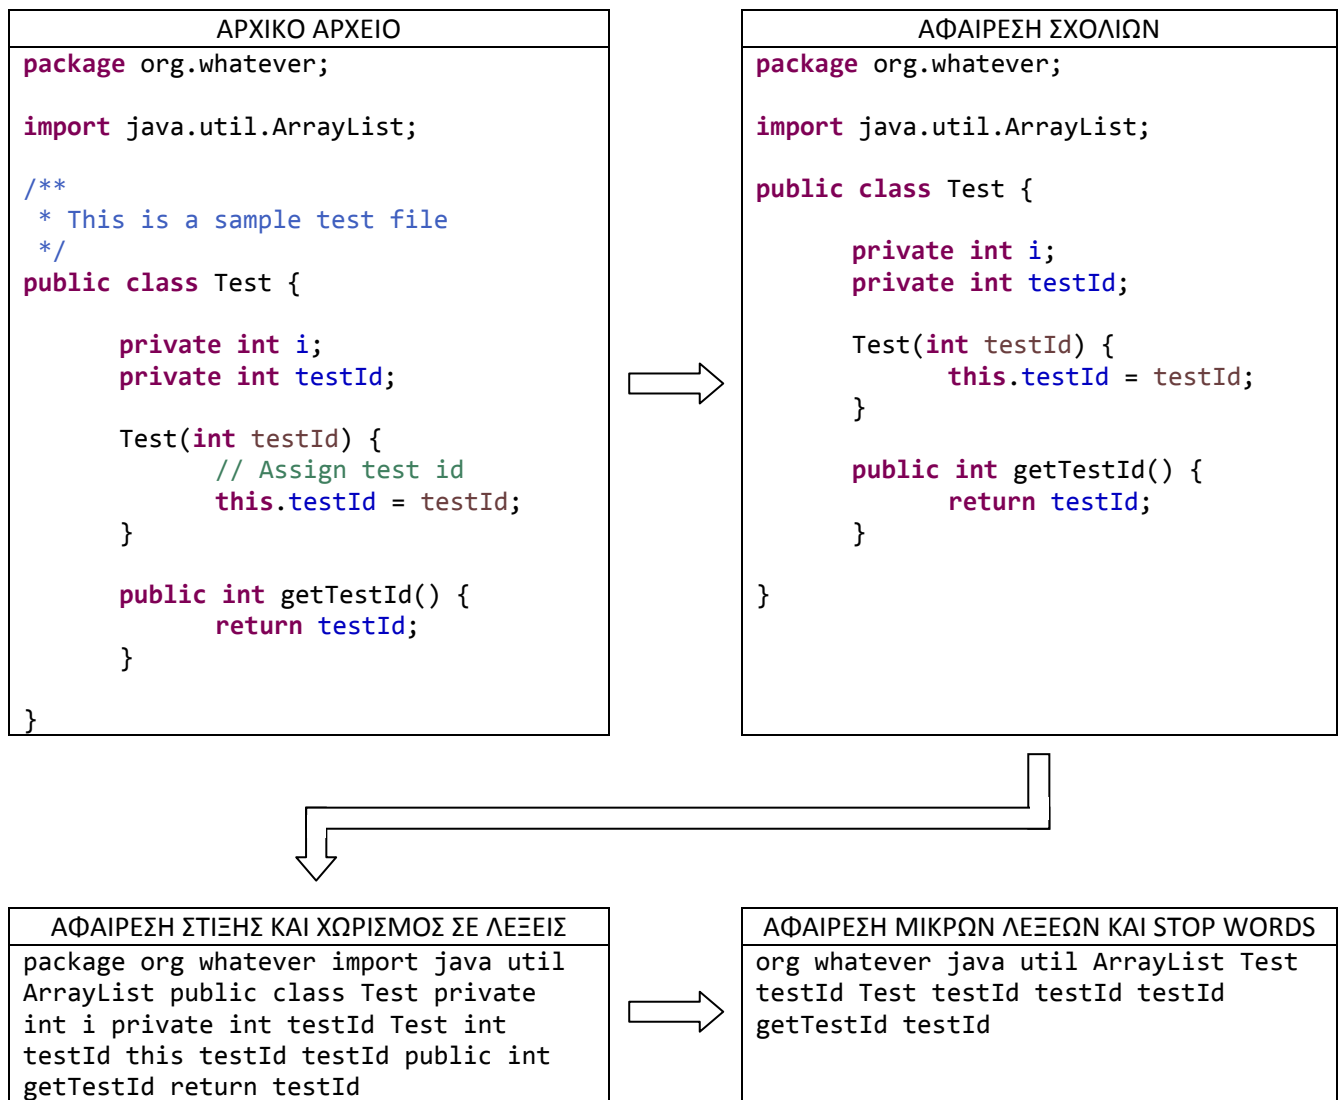 ΑΡΧΙΚΟ ΑΡΧΕΙΟ
package org.whatever;
import java.util.ArrayList;
/**
* This is a sample test file
*/
public class Test {
private int i;
private int testId;
Test(int testId) {
// Assign test id
this.testId = testId;
}
public int getTestId() {
return testId;
}
}
ΑΦΑΙΡΕΣΗ ΣΧΟΛΙΩΝ
package org.whatever;
import java.util.ArrayList;
public class Test {
private int i;
private int testId;
Test(int testId) {
this.testId = testId;
}
public int getTestId() {
return testId;
}
}
ΑΦΑΙΡΕΣΗ ΣΤΙΞΗΣ ΚΑΙ ΧΩΡΙΣΜΟΣ ΣΕ ΛΕΞΕΙΣ
package org whatever import java util
ArrayList public class Test private
int i private int testId Test int
testId this testId testId public int
getTestId return testId
ΑΦΑΙΡΕΣΗ ΜΙΚΡΩΝ ΛΕΞΕΩΝ ΚΑΙ STOP WORDS
org whatever java util ArrayList Test
testId Test testId testId testId
getTestId testId